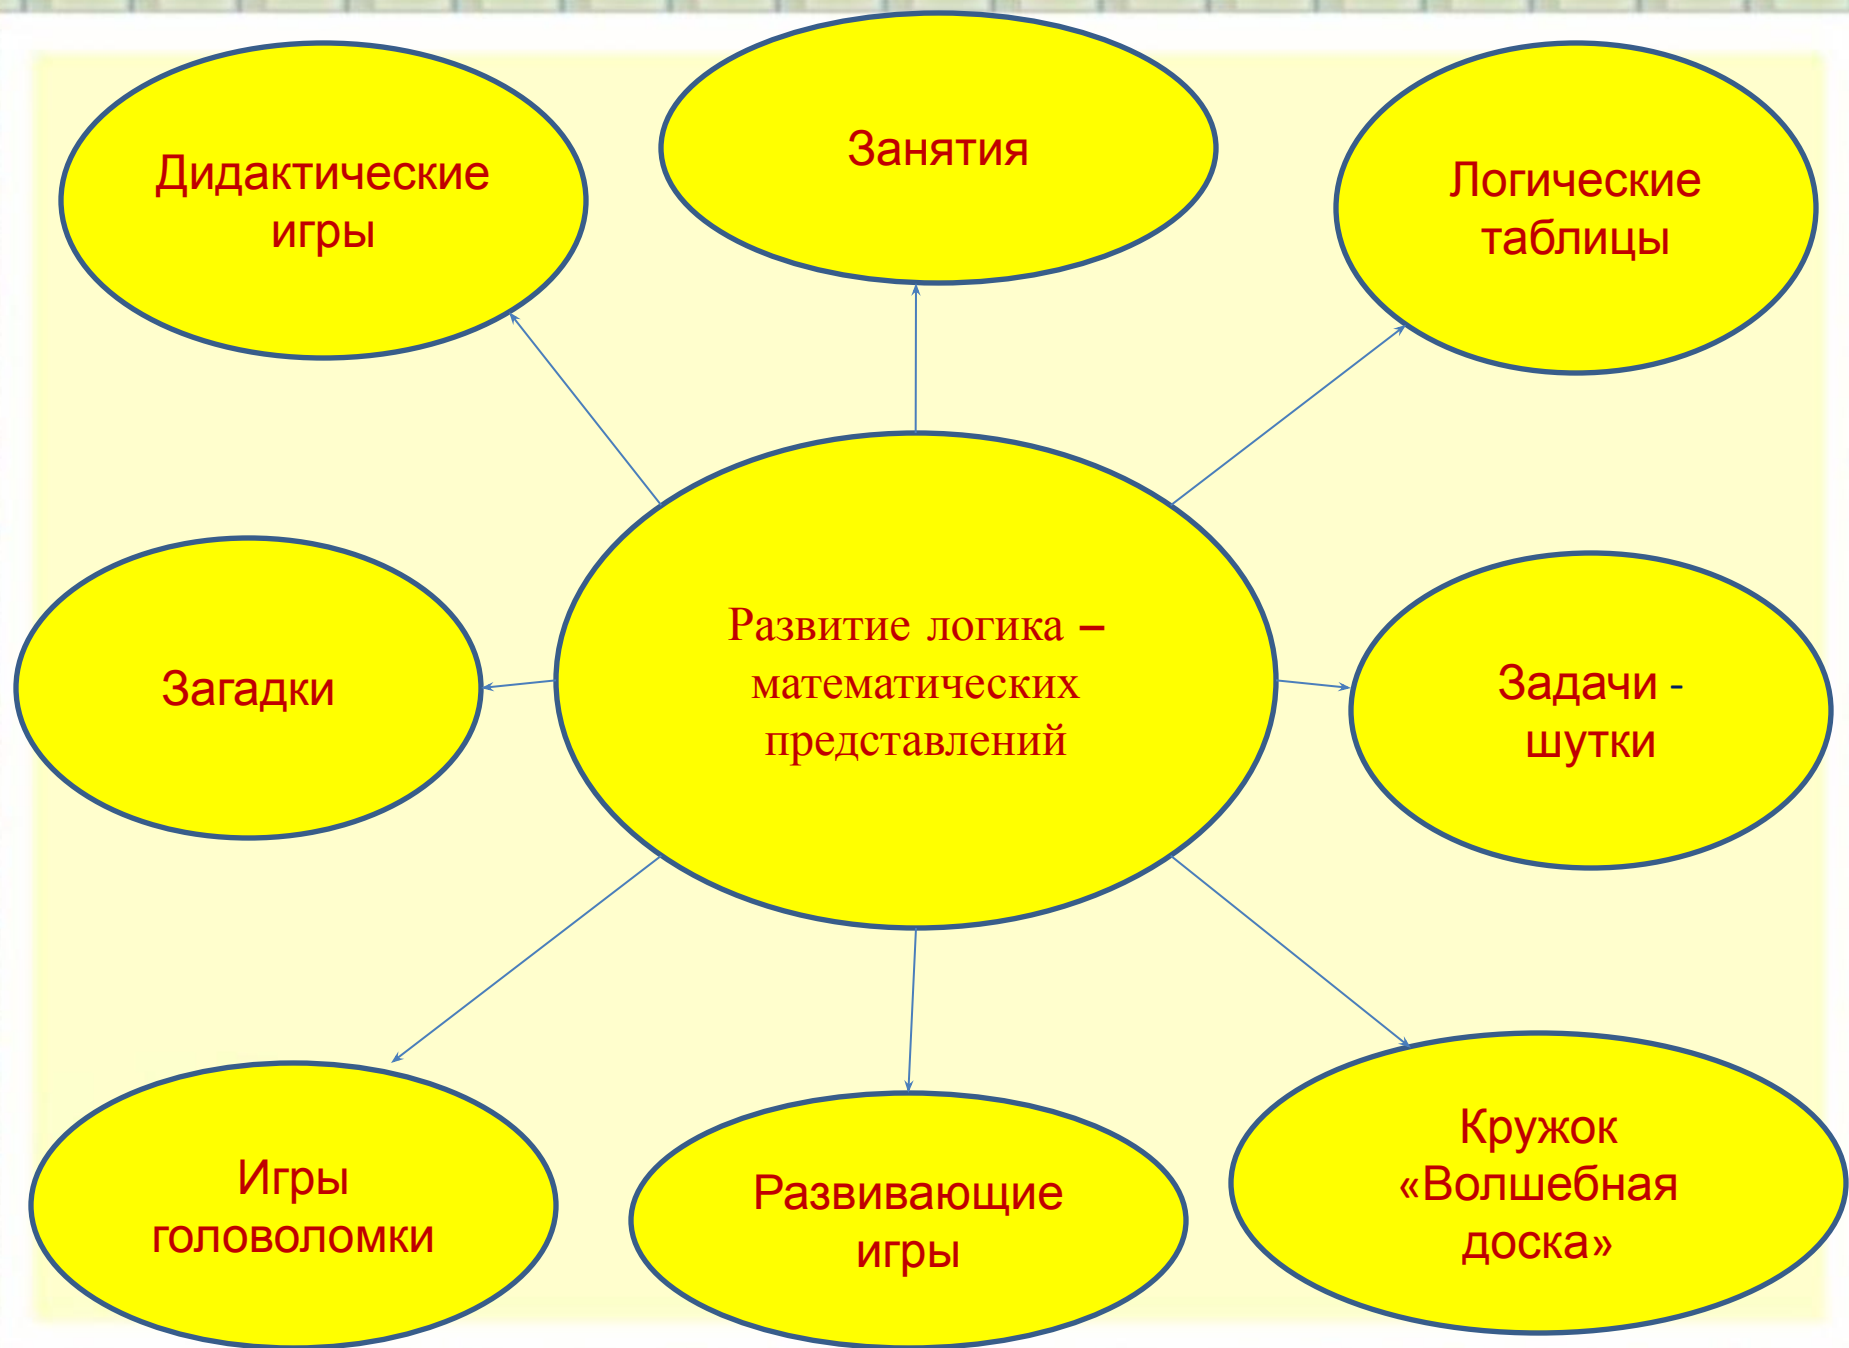 Дидактические
игры
Занятия
Логические
таблицы
Загадки
Развитие логика –
математических
представлений
Задачи -
шутки
Игры
головоломки
Развивающие
игры
Кружок
«Волшебная
доска»